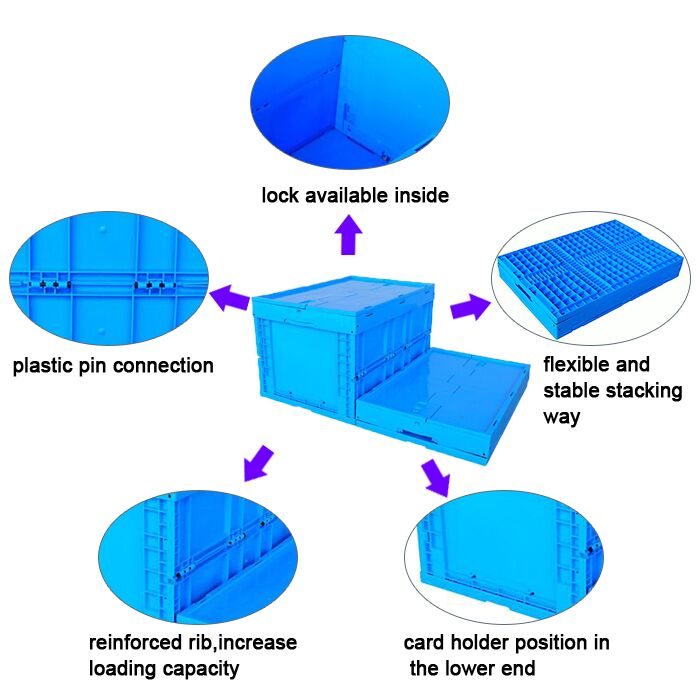 lock available inside
plastic pin connection
flexible and
stable stacking
way
reinforced rib,increase
loading capacity
card holder position in
the lower end